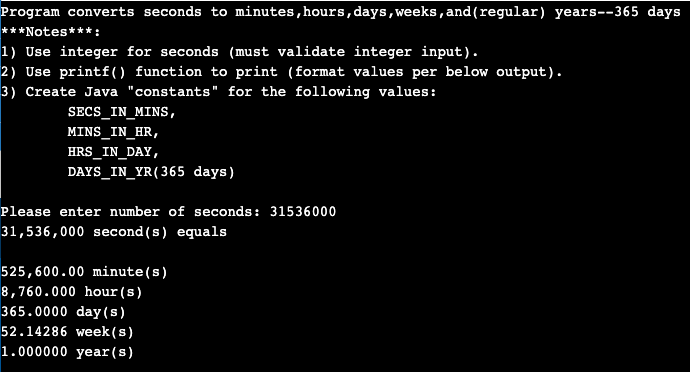 Program converts seconds to minutes,hours,days,weeks,and(regular) years--365 days
***Notes***:
1) Use integer for seconds (must validate integer input).
2) Use printf() function to print (format values per below output).
3) Create Java "constants" for the following values:
SECS_IN_MINS,
MINS_IN_HR,
HRS_IN_DAY,
DAYS_IN_YR(365 days)
Please enter number of seconds: 31536000
31,536,000 second(s) equals
525,600.00 minute(s)
8,760.000 hour(s)
365.0000 day(s)
52.14286 week(s)
1.000000 year(s)